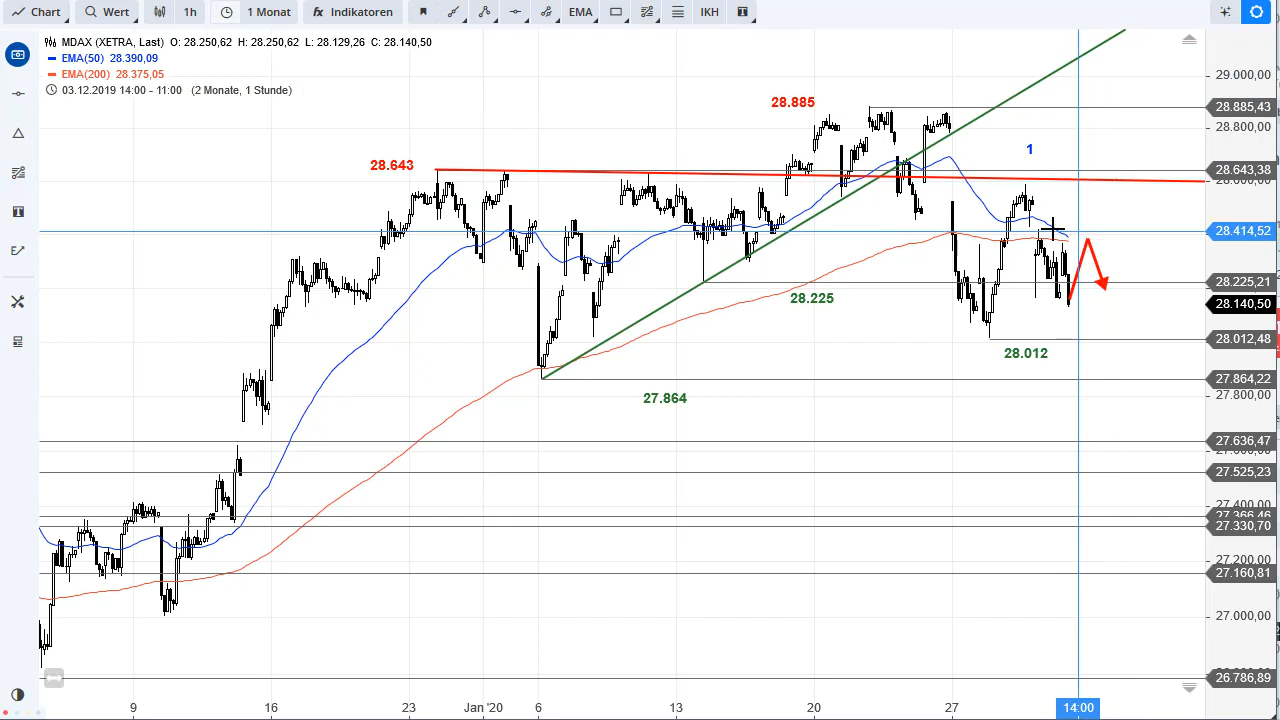 Chart
Wert
1h
1 Monat
fx Indikatoren
EMA
IKH
T
MDAX (XETRA, Last) O: 28.250,62 H: 28.250,62 L: 28.129,26 C: 28.140,50
EMA(50) 28.390,09
EMA(200) 28.375,05
03.12.2019 14:00 - 11:00 (2 Monate, 1 Stunde)
29.000,00
28.885
28.885,43
28.800,00
1
28.643
28.643,38
28.414,52
28.225,21
28.225
28.140,50
28.012,48
28.012
27.864,22
27.864
27.800,00
27.636,47
27.525,23
27.400,00
27.366,46
27.330,70
27.200,00
27.160,81
27.000,00
26.786,89
9
16
23
Jan '20
6
13
20
27
14:00